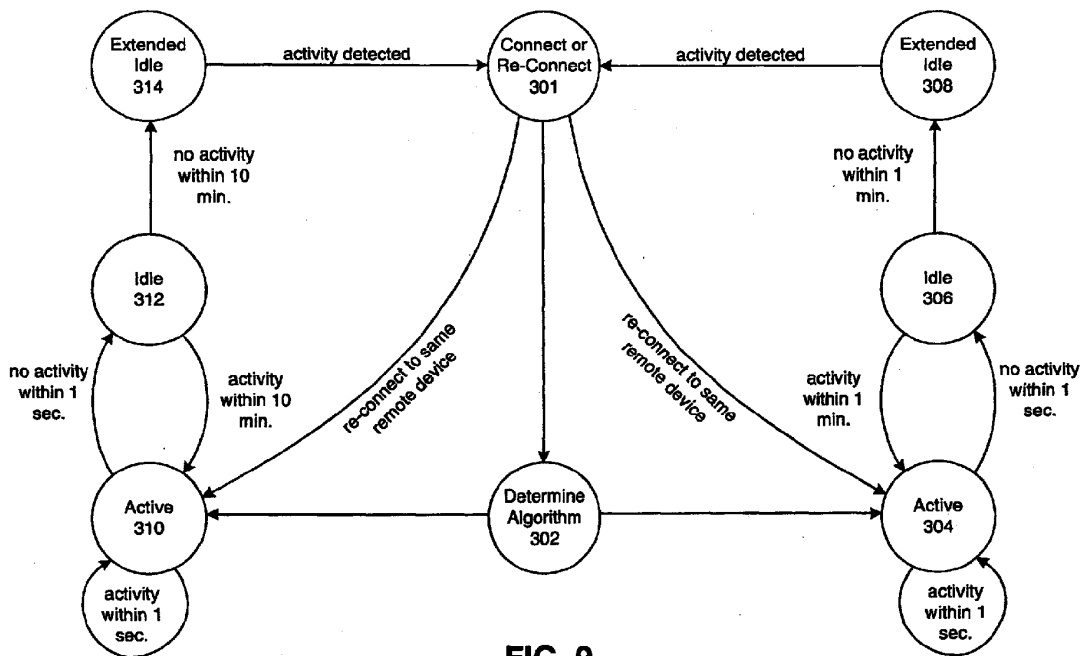 Extended
Idle
314
activity detected
Connect or
Re-Connect
301
activity detected
Extended
Idle
308
no activity
within 10
min.
no activity
within 1
min.
Idle
312
Idle
306
re-connect to same
remote device
re-connect to same
remote device
no activity
within 1
sec.
activity
within 10
min.
activity
within 1
min.
no activity
within 1
sec.
Active
310
Determine
Algorithm
302
Active
304
activity
within 1
sec.
activity
within 1
sec.
FIG. 9